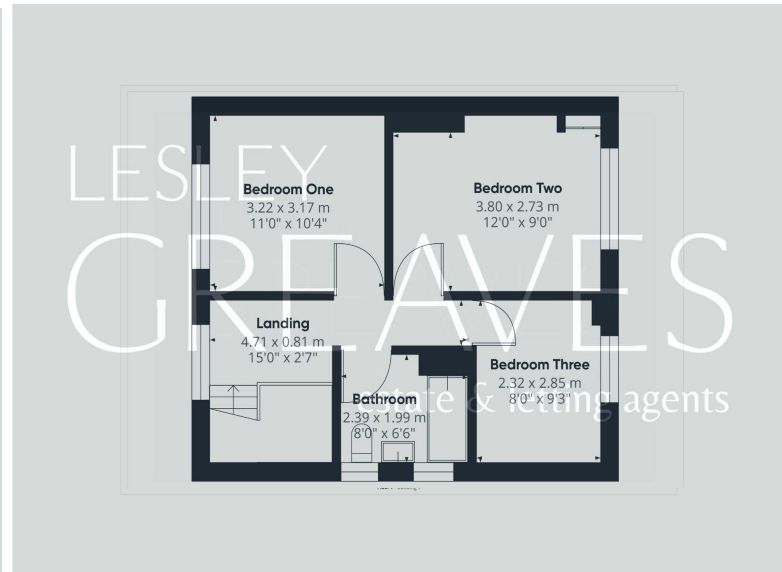 LESLEY
GREAVES
estate & letting agents
Bedroom One
3.22 x 3.17 m
11'0" x 10'4"
Bedroom Two
3.80 x 2.73 m
12'0" x 9'0"
Landing
4.71 x 0.81 m
15'0" x 2'7"
Bedroom Three
2.32 x 2.85 m
8'0" x 9'3"
Bathroom
2.39 x 1.99 m
8'0" x 6'6"